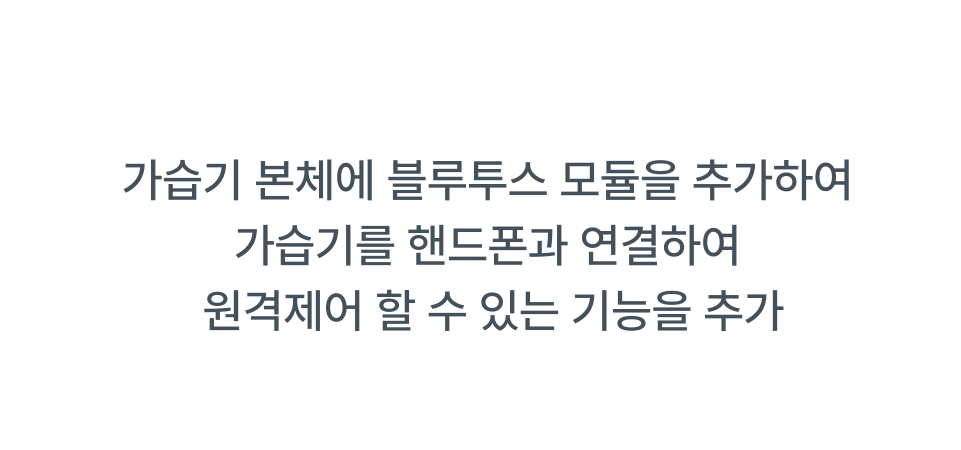 가습기 본체에 블루투스 모듈을 추가하여
가습기를 핸드폰과 연결하여
원격제어 할 수 있는 기능을 추가